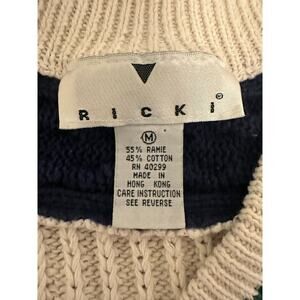 RICKI
M
55% RAMIE
45% COTTON
RN 40299
MADE IN
HONG KONG
CARE INSTRUCTION
SEE REVERSE